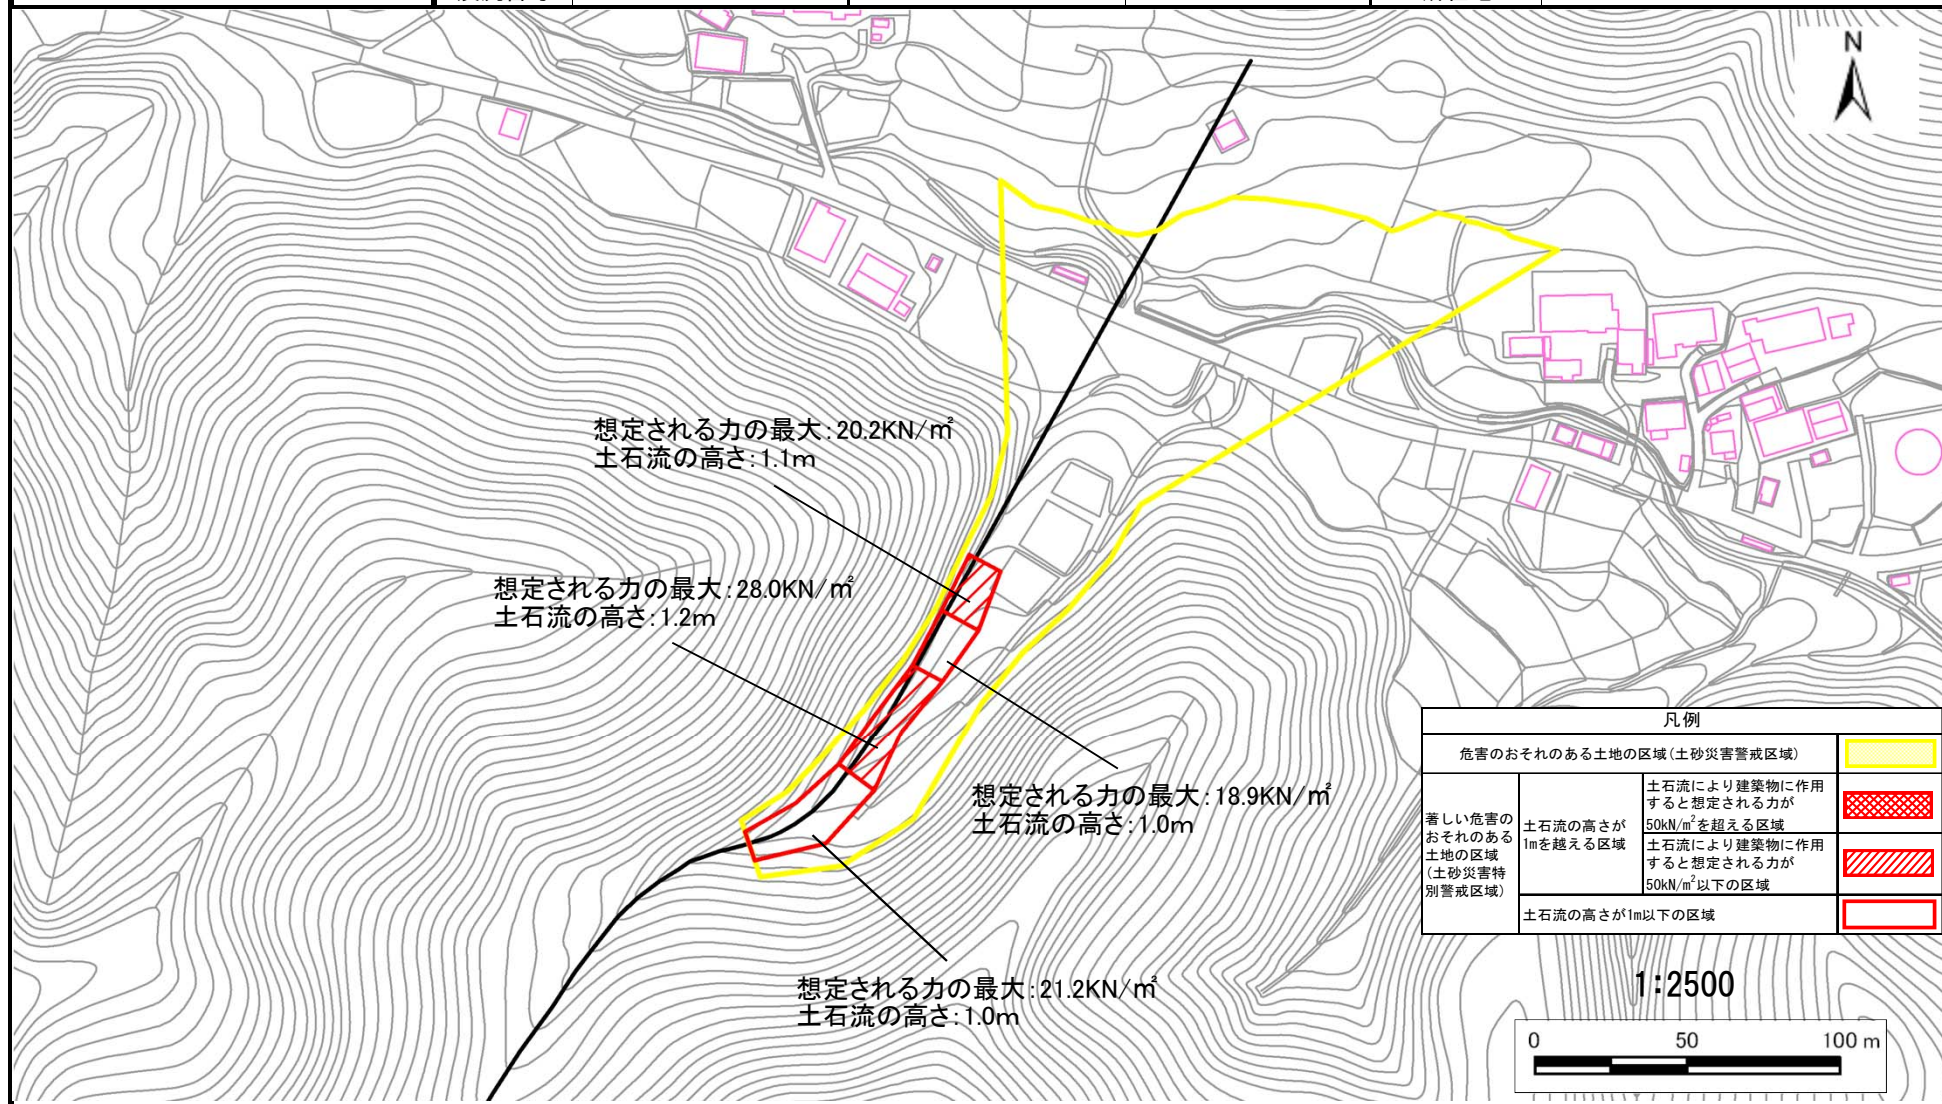 N
想定される力の最大:20.2KN/㎡
土石流の高さ:1.1m
想定される力の最大:28.0KN/㎡
土石流の高さ:1.2m
想定される力の最大:18.9KN/㎡
土石流の高さ:1.0m
想定される力の最大:21.2KN/㎡
土石流の高さ:1.0m
凡例
危害のおそれのある土地の区域(土砂災害警戒区域)
著しい危害の
おそれのある
土地の区域
(土砂災害特
別警戒区域)
土石流の高さが
1mを越える区域
土石流により建築物に作用
すると想定される力が
50kN/m²を超える区域
土石流により建築物に作用
すると想定される力が
50kN/m²以下の区域
土石流の高さが1m以下の区域
1:2500
0 50 100 m